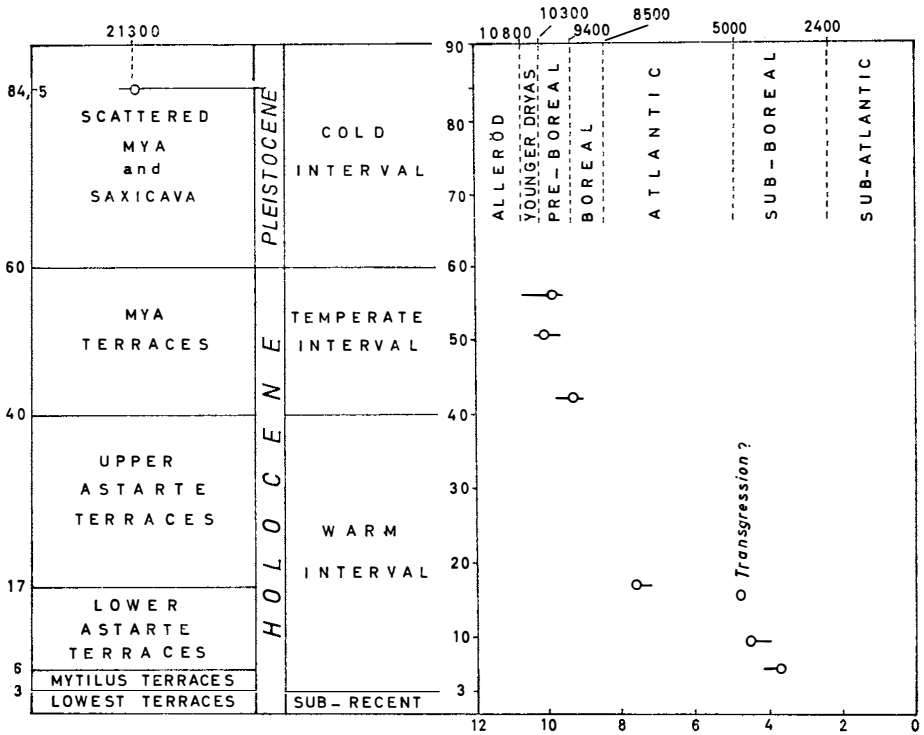 21300
84,5
SCATTERED
MYA
and
SAXICAVA
60
MYA
TERRACES
40
UPPER
ASTARTE
TERRACES
17
LOWER
ASTARTE
TERRACES
6
MYTILUS TERRACES
3
LOWEST TERRACES
PLEISTOCENE
HOLOCENE
COLD
INTERVAL
TEMPERATE
INTERVAL
WARM
INTERVAL
SUB-RECENT
10800
10300
9400
8500
5000
2400
ALLERÖD
YOUNGER DRYAS
PRE-BOREAL
BOREAL
ATLANTIC
SUB-BOREAL
SUB-ATLANTIC
90
80
70
60
50
40
30
20
10
3
Transgression?
12 10 8 6 4 2 0